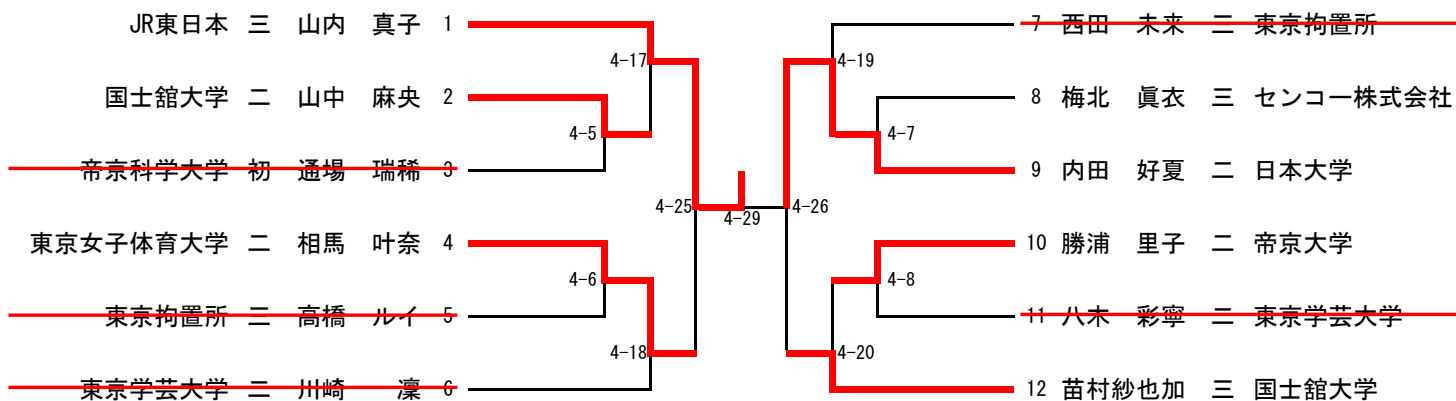 JR東日本 三 山内 真子 1
国士舘大学 二 山中 麻央 2
帝京科学大学 初 通場 瑞稀 3
東京女子体育大学 二 相馬 叶奈 4
東京拘置所 二 高橋 ルイ 5
東京学芸大学 二 川崎 凜 6
4-17
4-5
4-25
4-6
4-18
4-29
4-19
4-7
4-26
4-8
4-20
7 西田 未来 二 東京拘置所
8 梅北 眞衣 三 センコー株式会社
9 内田 好夏 二 日本大学
10 勝浦 里子 二 帝京大学
11 八木 彩寧 二 東京学芸大学
12 苗村紗也加 三 国士舘大学